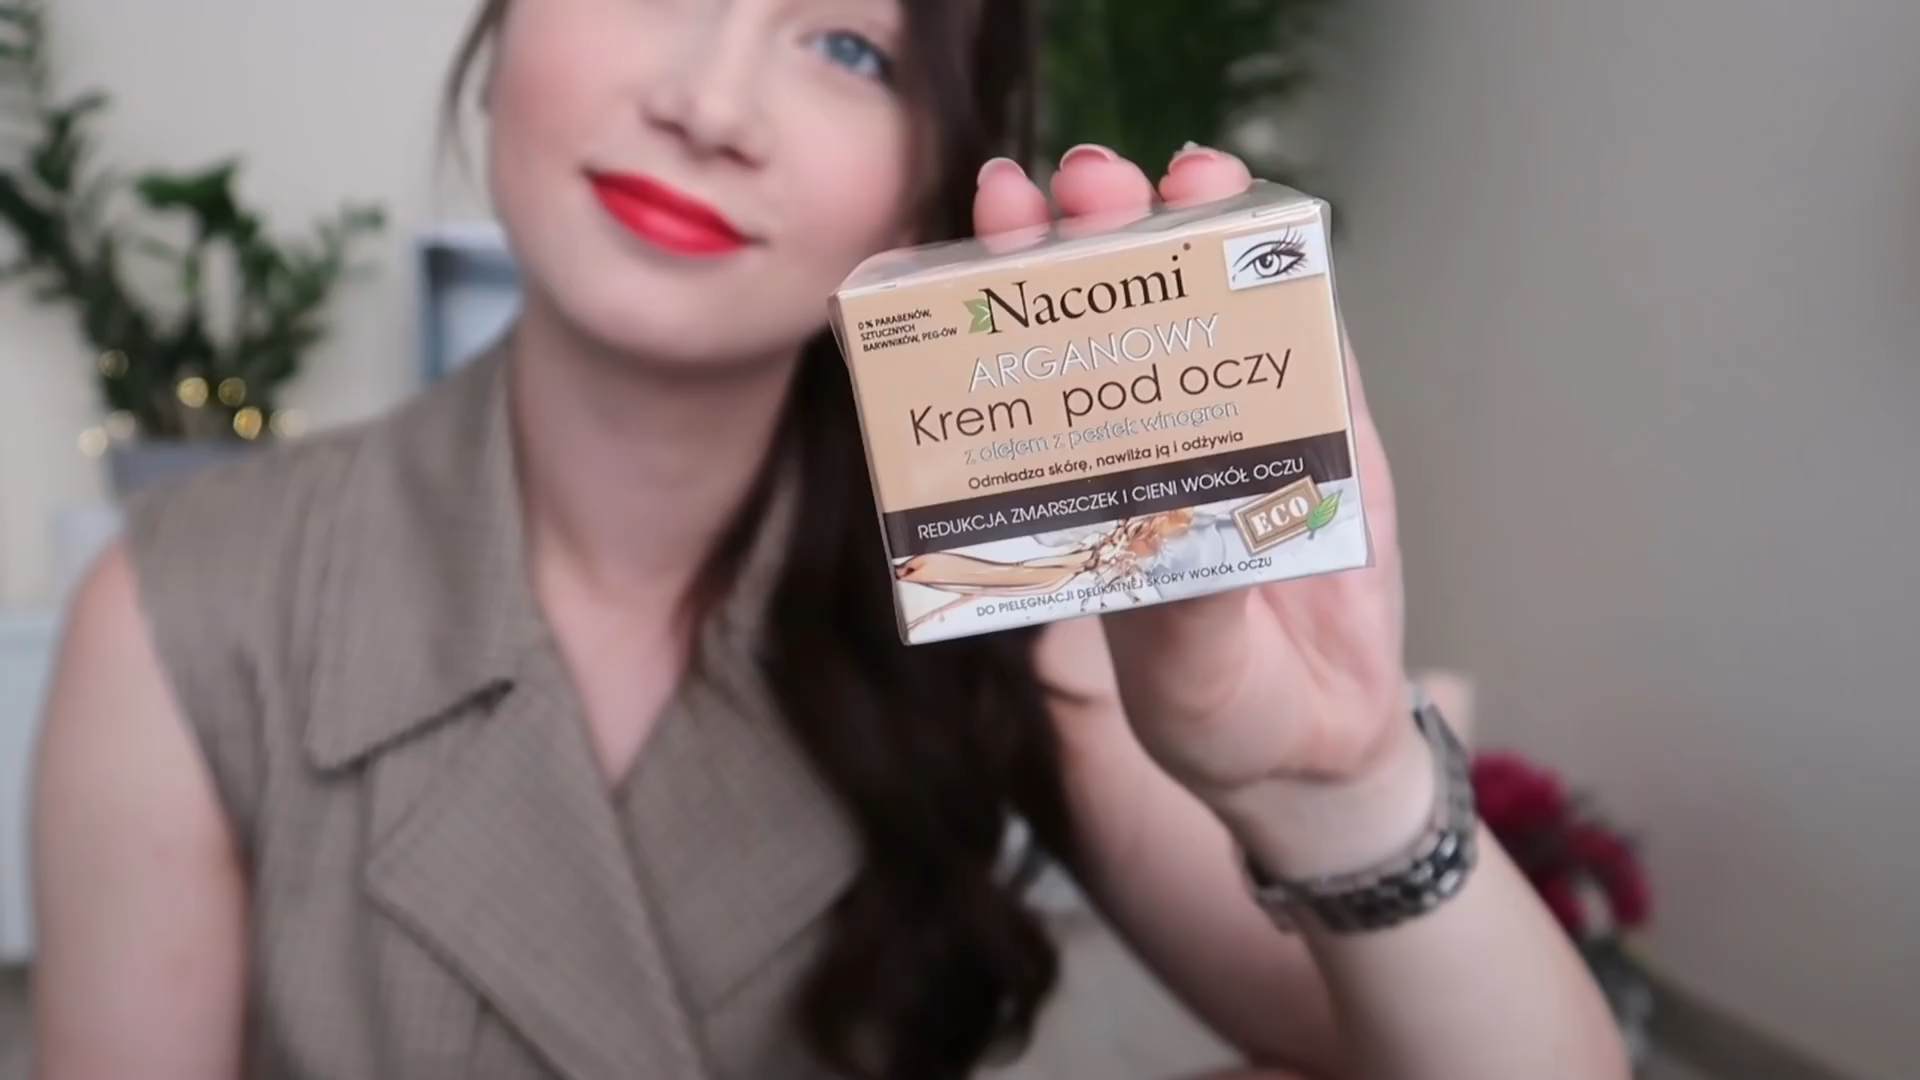 0% PARABENÓW,
SZTUCZNYCH
BARWNIKÓW, PEG-ÓW
Nacomi
ARGANOWY
Krem pod oczy
z olejem z pestek winogron
Odmładza skórę, nawilża ją i odżywia
REDUKCJA ZMARSZCZEK I CIENI WOKÓŁ OCZU
ECO
DO PIELĘGNACJI DELIKATNEJ SKÓRY WOKÓŁ OCZU